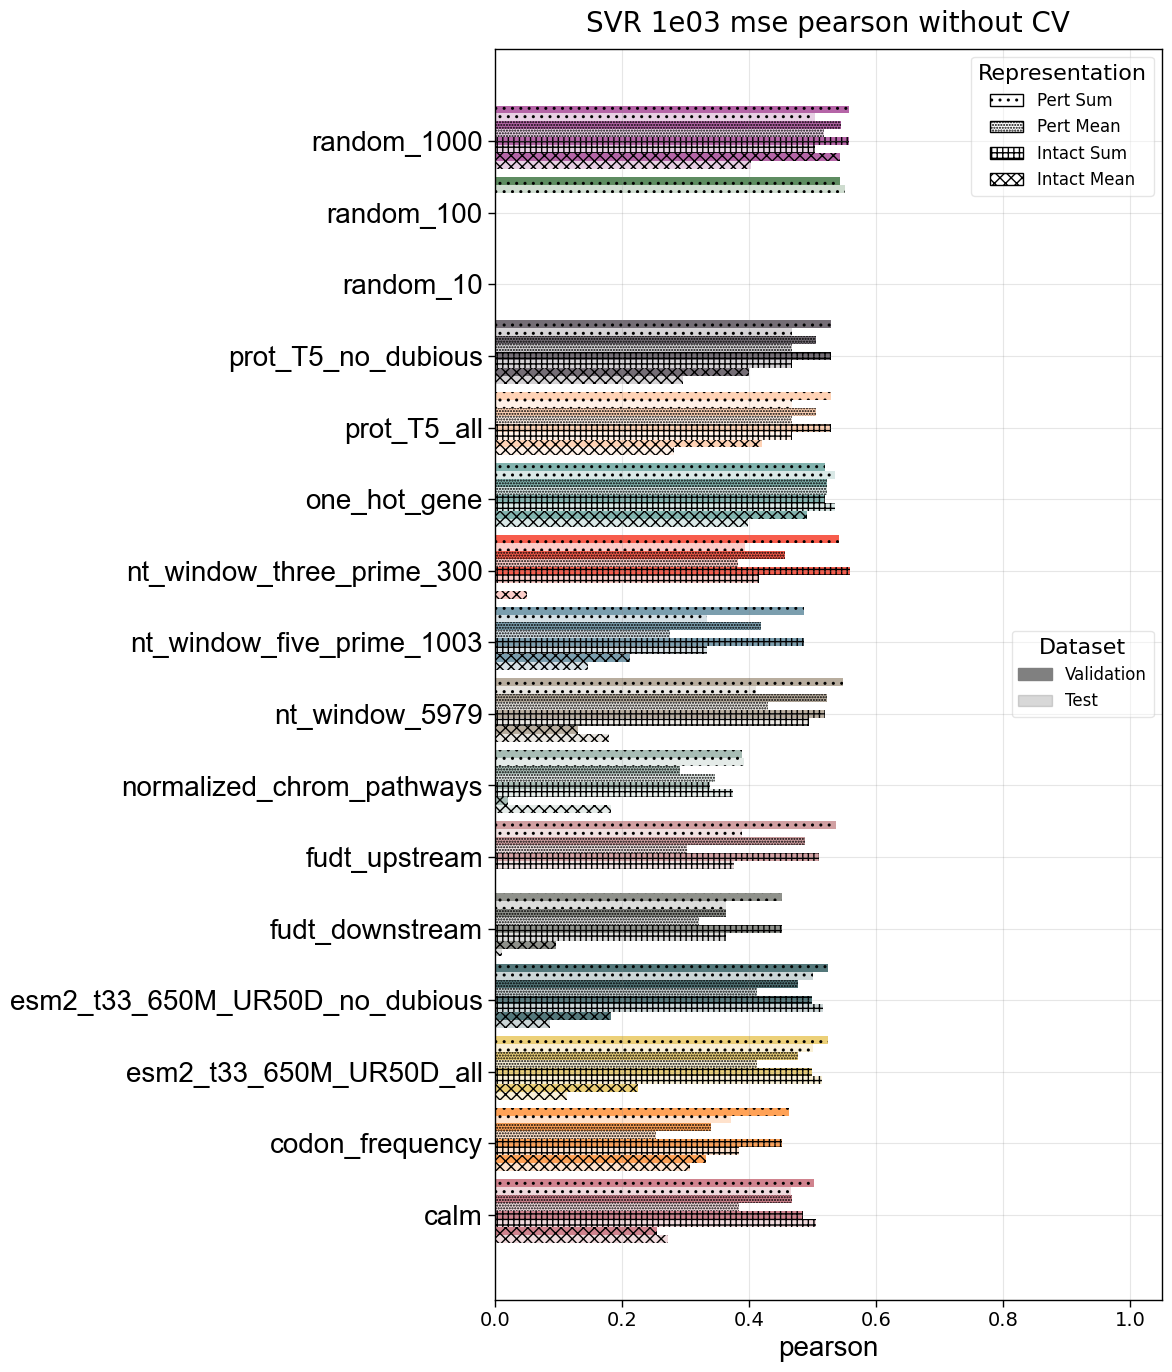 SVR 1e03 mse pearson without CV
Representation
Pert Sum
Pert Mean
Intact Sum
Intact Mean
random_1000
random_100
random_10
prot_T5_no_dubious
prot_T5_all
one_hot_gene
nt_window_three_prime_300
nt_window_five_prime_1003
Dataset
Validation
Test
nt_window_5979
normalized_chrom_pathways
fudt_upstream
fudt_downstream
esm2_t33_650M_UR50D_no_dubious
esm2_t33_650M_UR50D_all
codon_frequency
calm
0.0 0.2 0.4 0.6 0.8 1.0
pearson